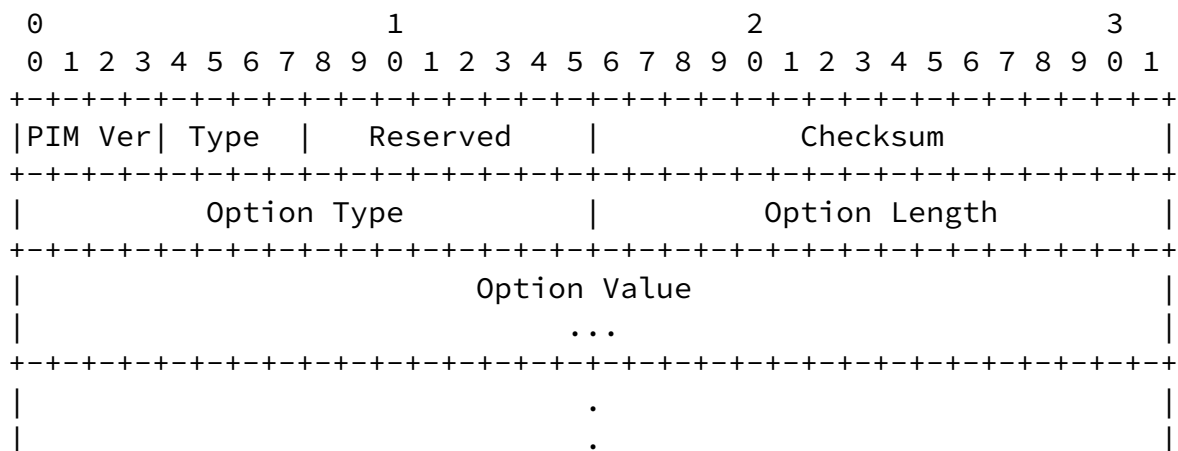 0                   1                   2                   3
 0 1 2 3 4 5 6 7 8 9 0 1 2 3 4 5 6 7 8 9 0 1 2 3 4 5 6 7 8 9 0 1
+-+-+-+-+-+-+-+-+-+-+-+-+-+-+-+-+-+-+-+-+-+-+-+-+-+-+-+-+-+-+-+-+
|PIM Ver| Type  |   Reserved    |           Checksum            |
+-+-+-+-+-+-+-+-+-+-+-+-+-+-+-+-+-+-+-+-+-+-+-+-+-+-+-+-+-+-+-+-+
|          Option Type          |         Option Length         |
+-+-+-+-+-+-+-+-+-+-+-+-+-+-+-+-+-+-+-+-+-+-+-+-+-+-+-+-+-+-+-+-+
|                         Option Value                          |
|                              ...                              |
+-+-+-+-+-+-+-+-+-+-+-+-+-+-+-+-+-+-+-+-+-+-+-+-+-+-+-+-+-+-+-+-+
|                               .                               |
|                               .                               |